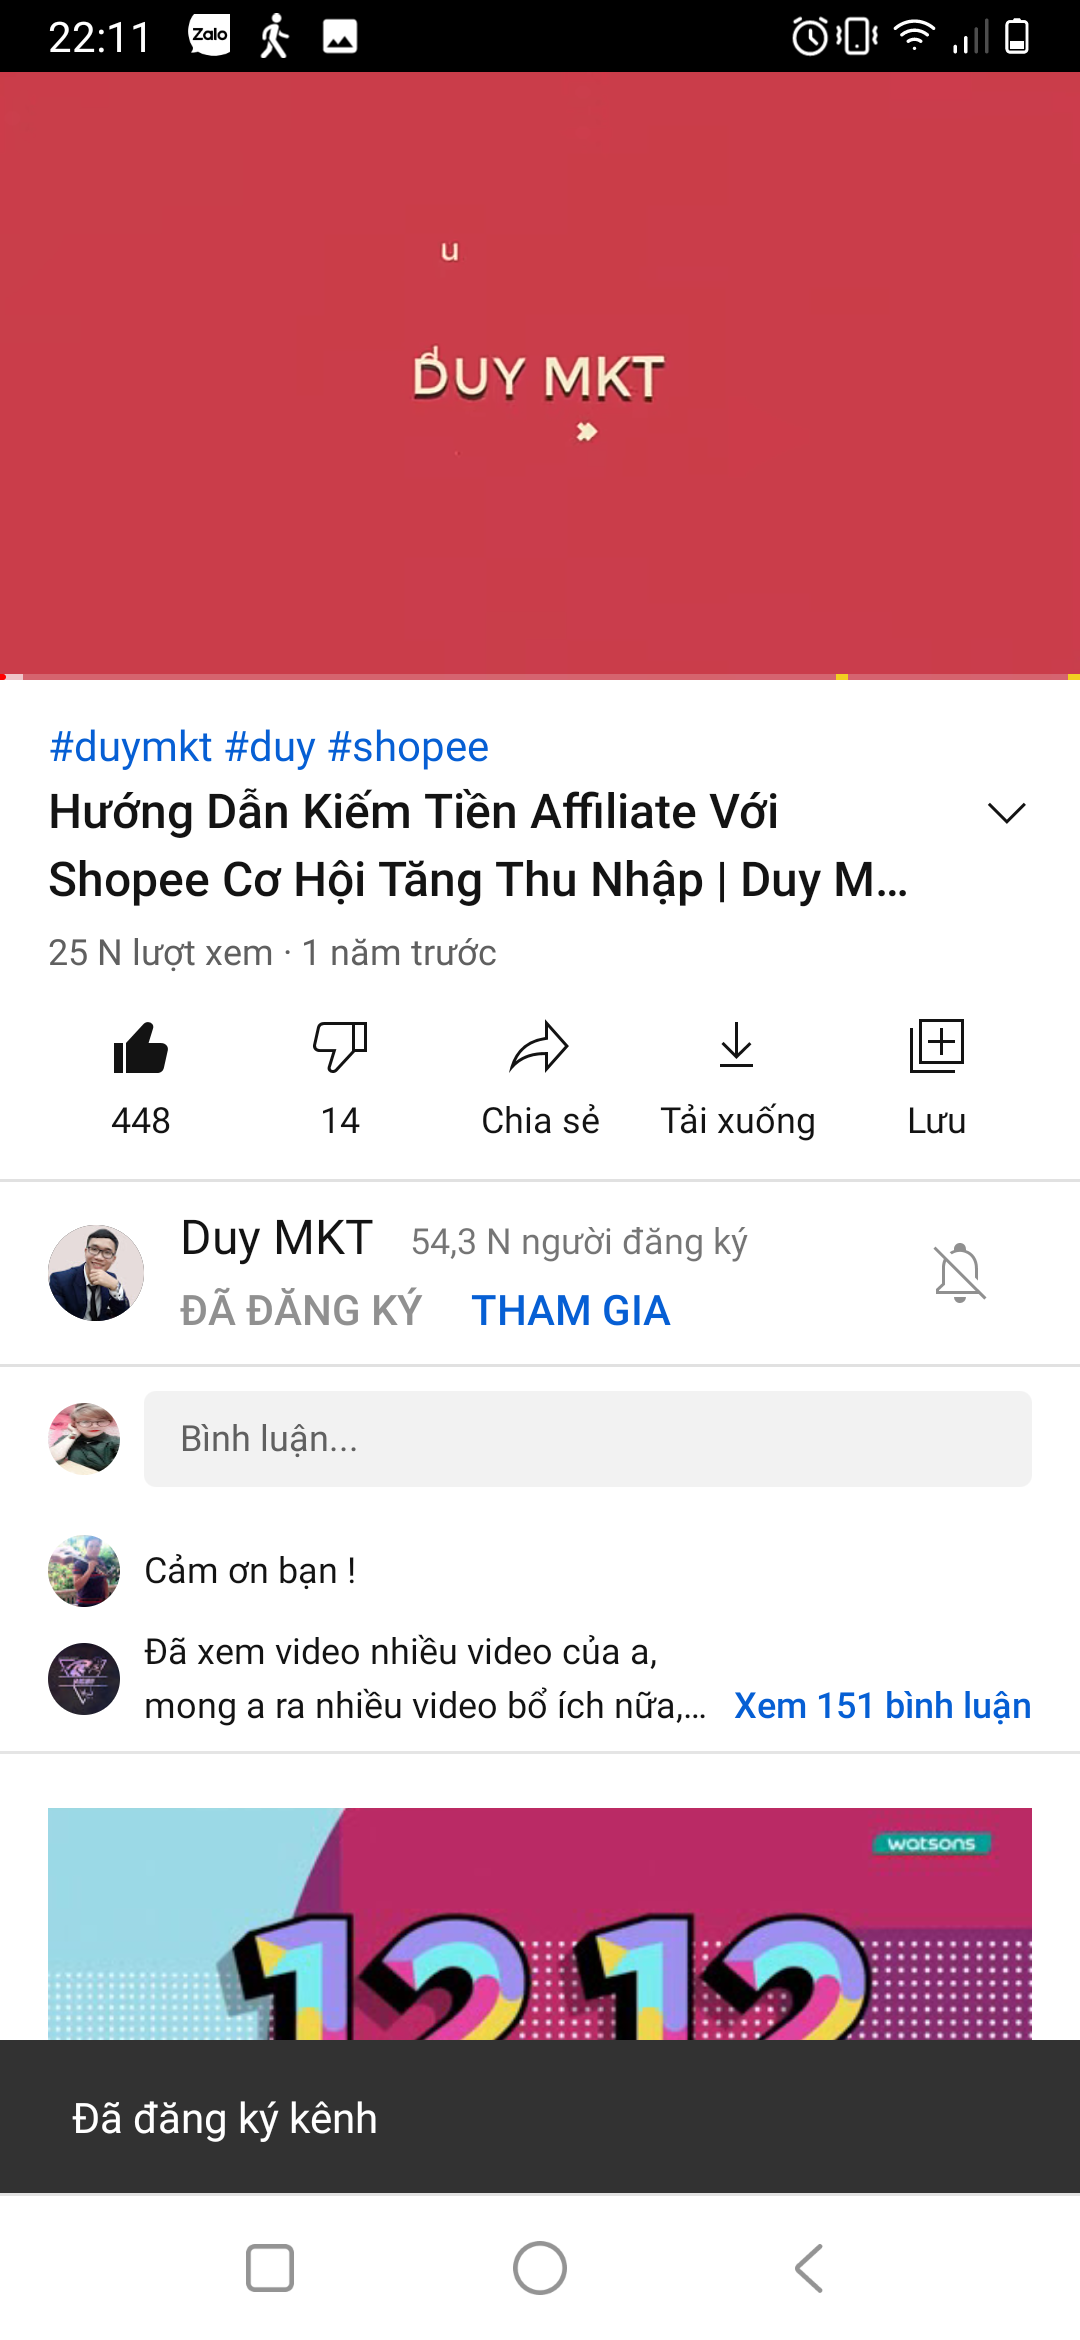 22:11
Zalo
u
d
DUY MKT
#duymkt #duy #shopee
Hướng Dẫn Kiếm Tiền Affiliate Với
Shopee Cơ Hội Tăng Thu Nhập | Duy M...
25 N lượt xem · 1 năm trước
448
14
Chia sẻ
Tải xuống
Lưu
Duy MKT
54,3 N người đăng ký
ĐÃ ĐĂNG KÝ
THAM GIA
Bình luận...
Cảm ơn bạn !
Đã xem video nhiều video của a,
mong a ra nhiều video bổ ích nữa,...
Xem 151 bình luận
watsons
12 12
Đã đăng ký kênh